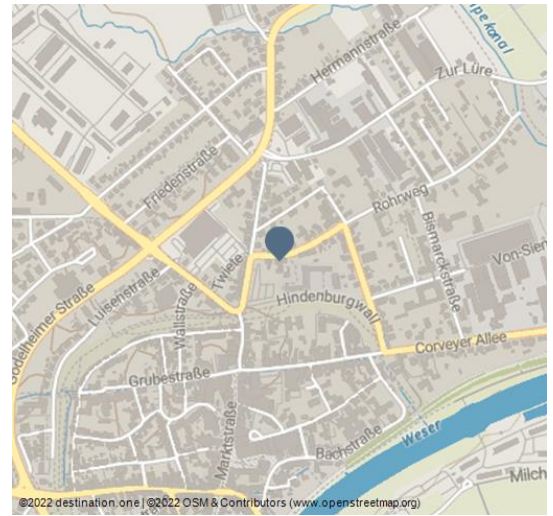 pekanal
Hermannstraße
Zur Lüre
Friedenstraße
Rohrweg
Bismarckstraße
Von-Sien
Twiete
Luisenstraße
Wallstraße
Hindenburgwall
Godelheimer Straße
Corveyer Allee
Grubestraße
Marktstraße
Bachstraße
Weser
Milch
©2022 destination.one | ©2022 OSM & Contributors (www.openstreetmap.org)